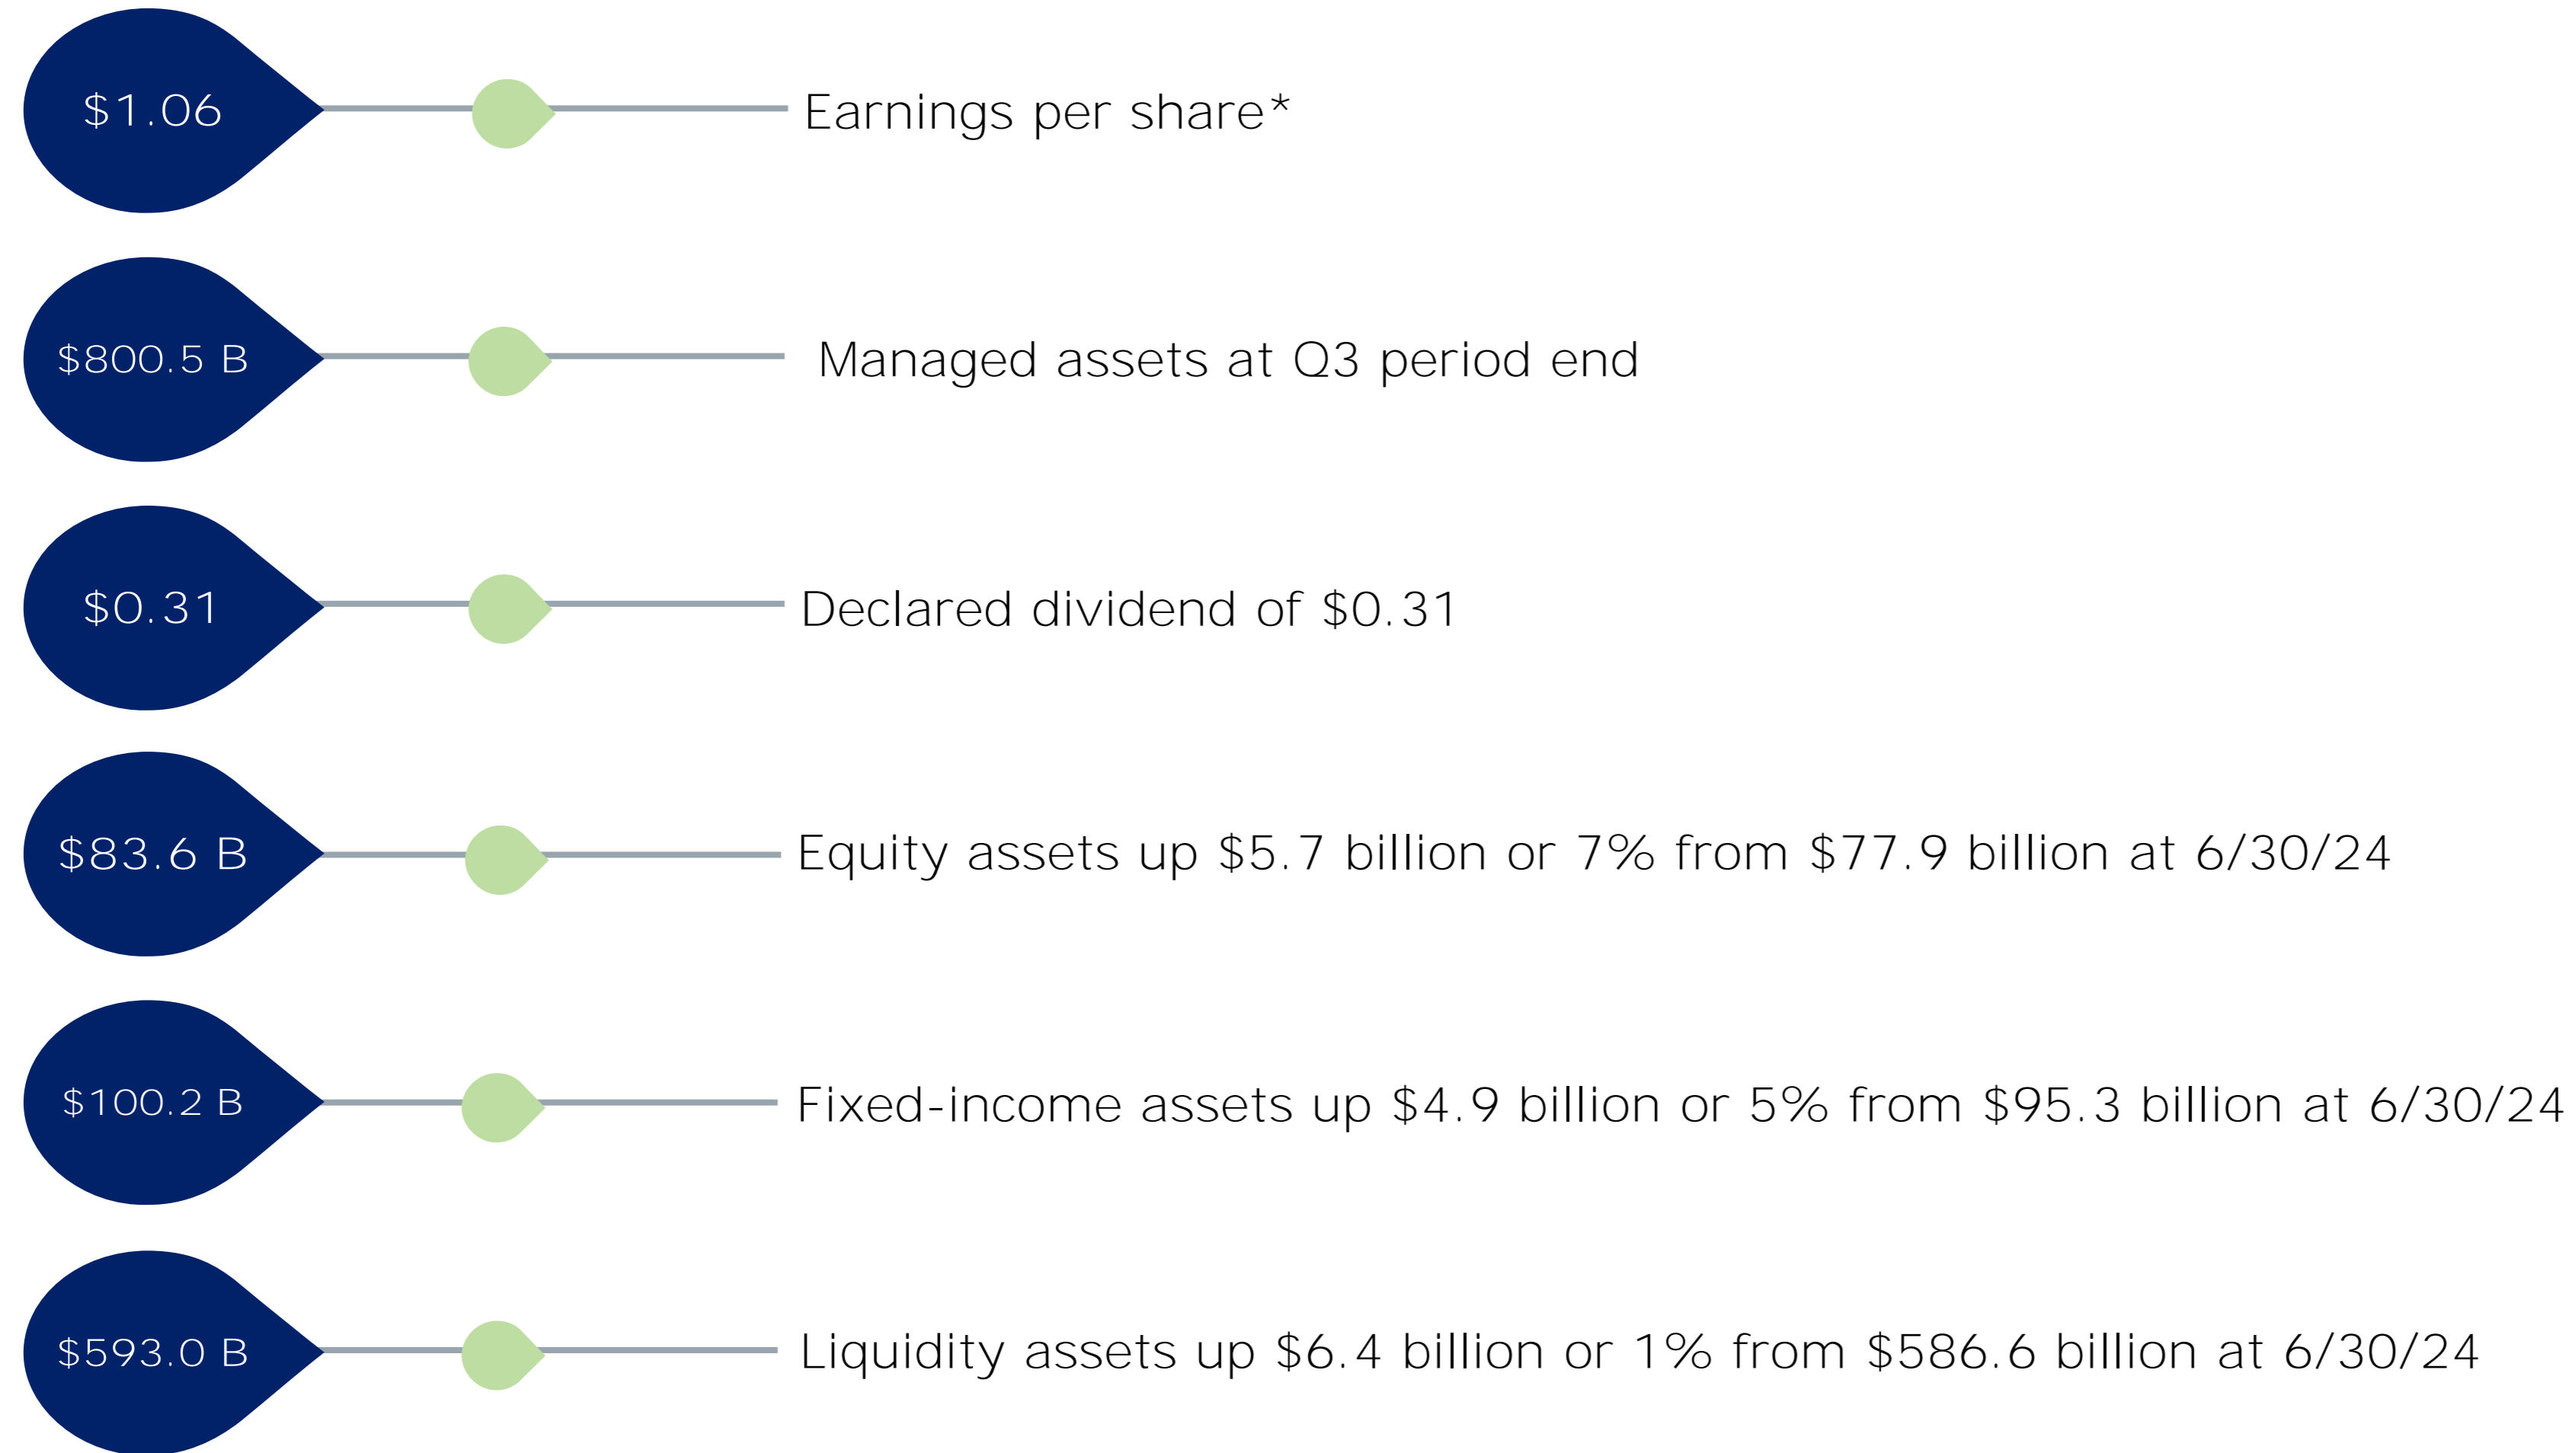 $1.06
Earnings per share*
$800.5 B
Managed assets at Q3 period end
$0.31
Declared dividend of $0.31
$83.6 B
Equity assets up $5.7 billion or 7% from $77.9 billion at 6/30/24
$100.2 B
Fixed-income assets up $4.9 billion or 5% from $95.3 billion at 6/30/24
$593.0 B
Liquidity assets up $6.4 billion or 1% from $586.6 billion at 6/30/24